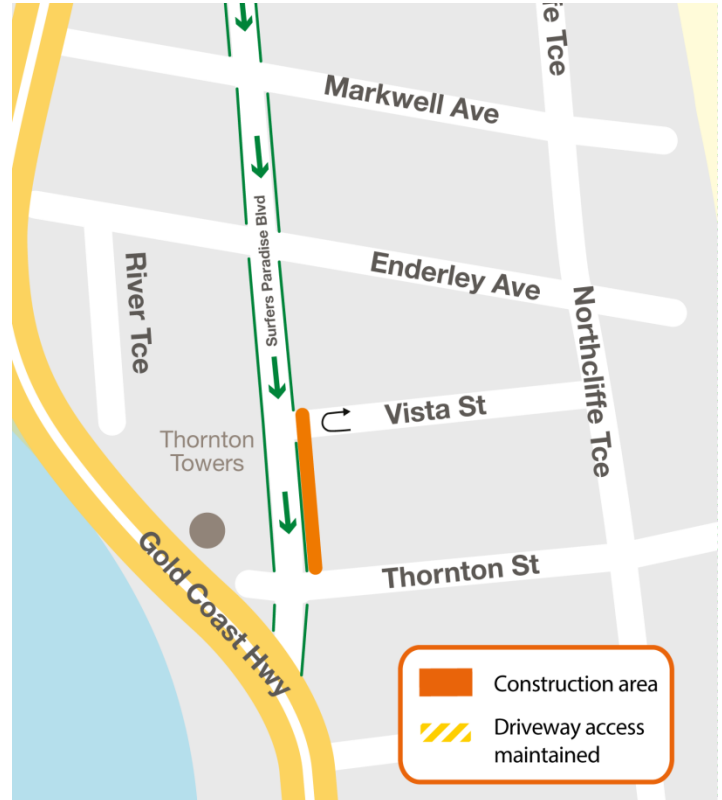 ie Tce
Markwell Ave
Surfers Paradise Blvd
Enderley Ave
River Tce
Northcliffe Tce
Vista St
Thornton
Towers
Gold Coast Hwy
Thornton St
Construction area
Driveway access
maintained